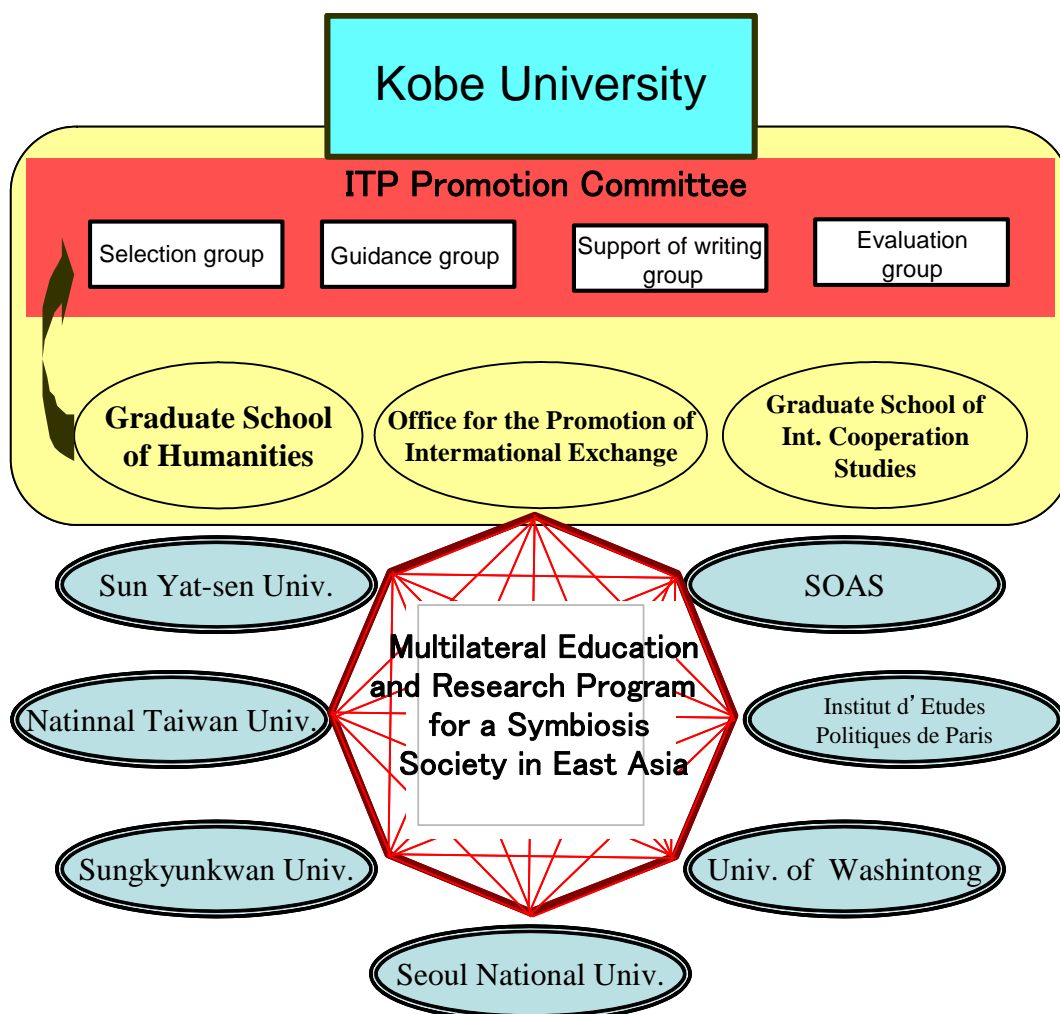 Kobe University
ITP Promotion Committee
Selection group
Guidance group
Support of writing
group
Evaluation
group
Graduate School
of Humanities
Office for the Promotion of
Intermational Exchange
Graduate School of
Int. Cooperation
Studies
Sun Yat-sen Univ.
SOAS
Multilateral Education
and Research Program
for a Symbiosis
Society in East Asia
Natinnal Taiwan Univ.
Institut d’ Etudes
Politiques de Paris
Sungkyunkwan Univ.
Univ. of Washintong
Seoul National Univ.